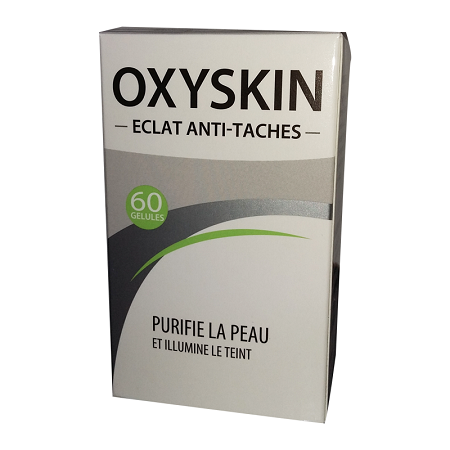 OXYSKIN
— ECLAT ANTI-TACHES —
60
GELULES
PURIFIE LA PEAU
ET ILLUMINE LE TEINT